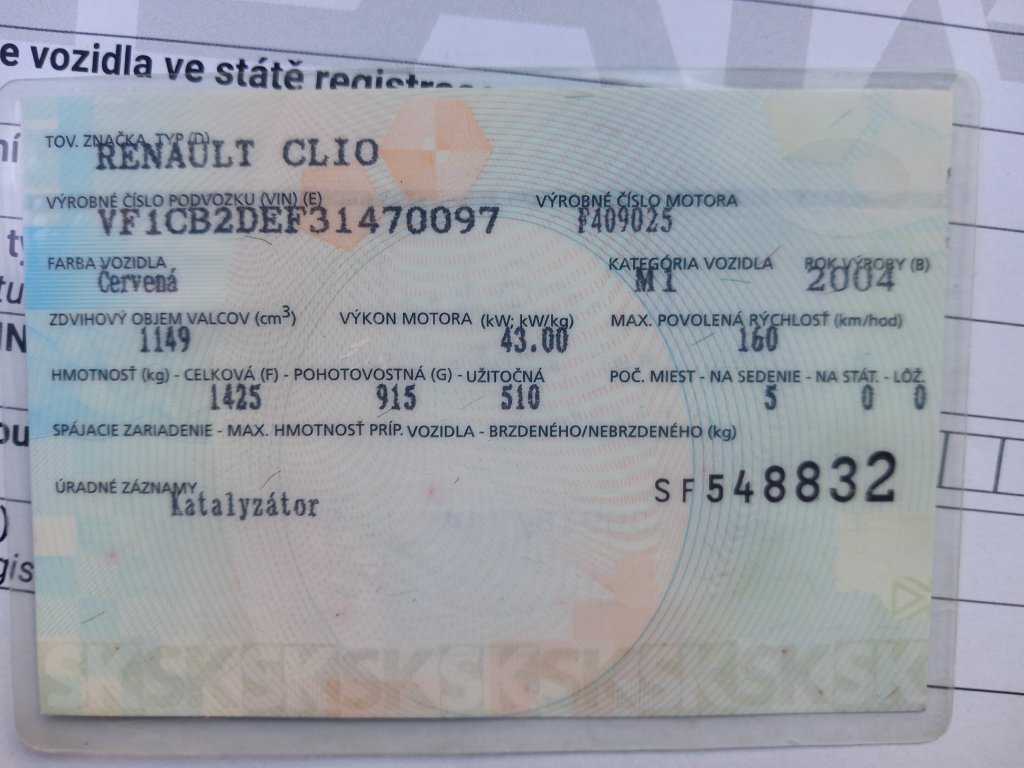 e vozidla ve státě registrac
TOV. ZNAČKA, TYP (D)
RENAULT CLIO
VÝROBNÉ ČÍSLO PODVOZKU (VIN) (E) VÝROBNÉ ČÍSLO MOTORA
VF1CB2DEF31470097 F409025
FARBA VOZIDLA KATEGÓRIA VOZIDLA ROK VÝROBY (B)
Červená M1 2004
ZDVIHOVÝ OBJEM VALCOV (cm³) VÝKON MOTORA (kW; kW/kg) MAX. POVOLENÁ RÝCHLOSŤ (km/hod)
1149 43.00 160
HMOTNOSŤ (kg) - CELKOVÁ (F) - POHOTOVOSTNÁ (G) - UŽITOČNÁ POČ. MIEST - NA SEDENIE - NA STÁT. - LÔŽ.
1425 915 510 5 0 0
SPÁJACIE ZARIADENIE - MAX. HMOTNOSŤ PRÍP. VOZIDLA - BRZDENÉHO/NEBRZDENÉHO (kg)
ÚRADNÉ ZÁZNAMY
Katalyzátor
SF548832
SKSKSKSKSKSKSKSKSK